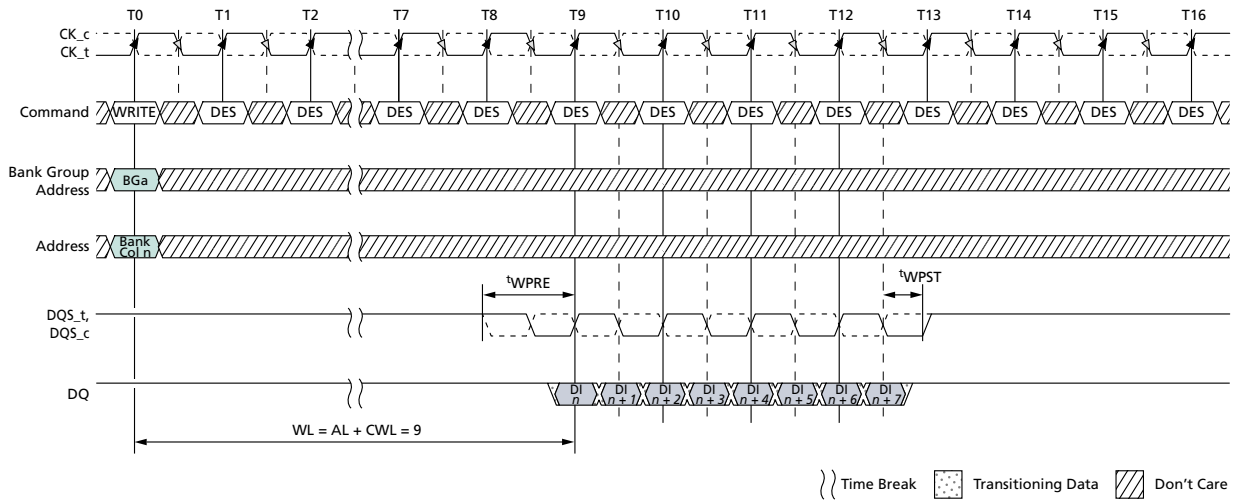 T0 T1 T2 T7 T8 T9 T10 T11 T12 T13 T14 T15 T16
CK_c
CK_t
Command WRITE DES DES DES DES DES DES DES DES DES DES DES DES
Bank Group
Address BGa
Address Bank
Col n
tWPRE tWPST
DQS_t,
DQS_c
DQ DI DI DI DI DI DI DI DI
n n + 1 n + 2 n + 3 n + 4 n + 5 n + 6 n + 7
WL = AL + CWL = 9
Time Break Transitioning Data Don't Care